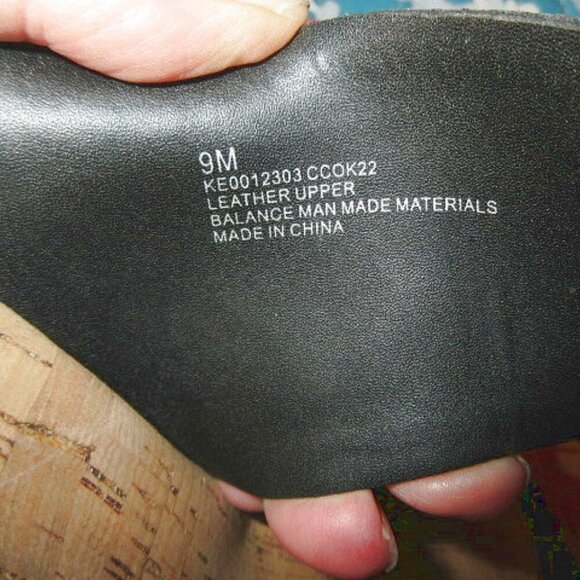 9M
KE0012303 CCOK22
LEATHER UPPER
BALANCE MAN MADE MATERIALS
MADE IN CHINA